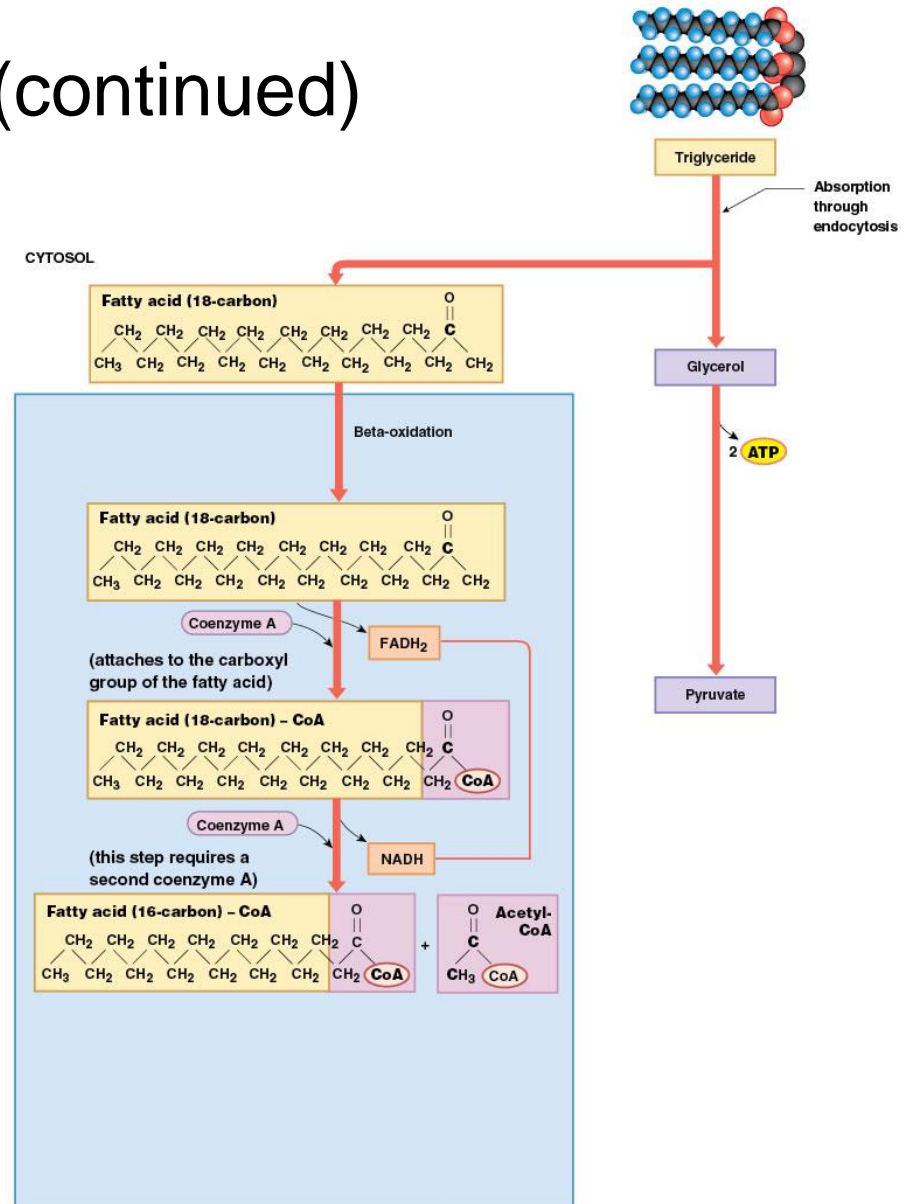 (continued)
Triglyceride
Absorption
through
endocytosis
CYTOSOL
Fatty acid (18-carbon)
O
CH₂ CH₂ CH₂ CH₂ CH₂ CH₂ CH₂ CH₂ C
CH₃ CH₂ CH₂ CH₂ CH₂ CH₂ CH₂ CH₂ CH₂ CH₂
Glycerol
Beta-oxidation
2 ATP
Fatty acid (18-carbon)
O
CH₂ CH₂ CH₂ CH₂ CH₂ CH₂ CH₂ CH₂ C
CH₃ CH₂ CH₂ CH₂ CH₂ CH₂ CH₂ CH₂ CH₂ CH₂
Coenzyme A
FADH₂
(attaches to the carboxyl
group of the fatty acid)
Pyruvate
Fatty acid (18-carbon) – CoA
O
CH₂ CH₂ CH₂ CH₂ CH₂ CH₂ CH₂ CH₂ C
CH₃ CH₂ CH₂ CH₂ CH₂ CH₂ CH₂ CH₂ CH₂ CoA
Coenzyme A
NADH
(this step requires a
second coenzyme A)
Fatty acid (16-carbon) – CoA
O
CH₂ CH₂ CH₂ CH₂ CH₂ CH₂ CH₂ C
CH₃ CH₂ CH₂ CH₂ CH₂ CH₂ CH₂ CH₂ CoA
+
O
Acetyl-
CoA
C
CH₃ CoA